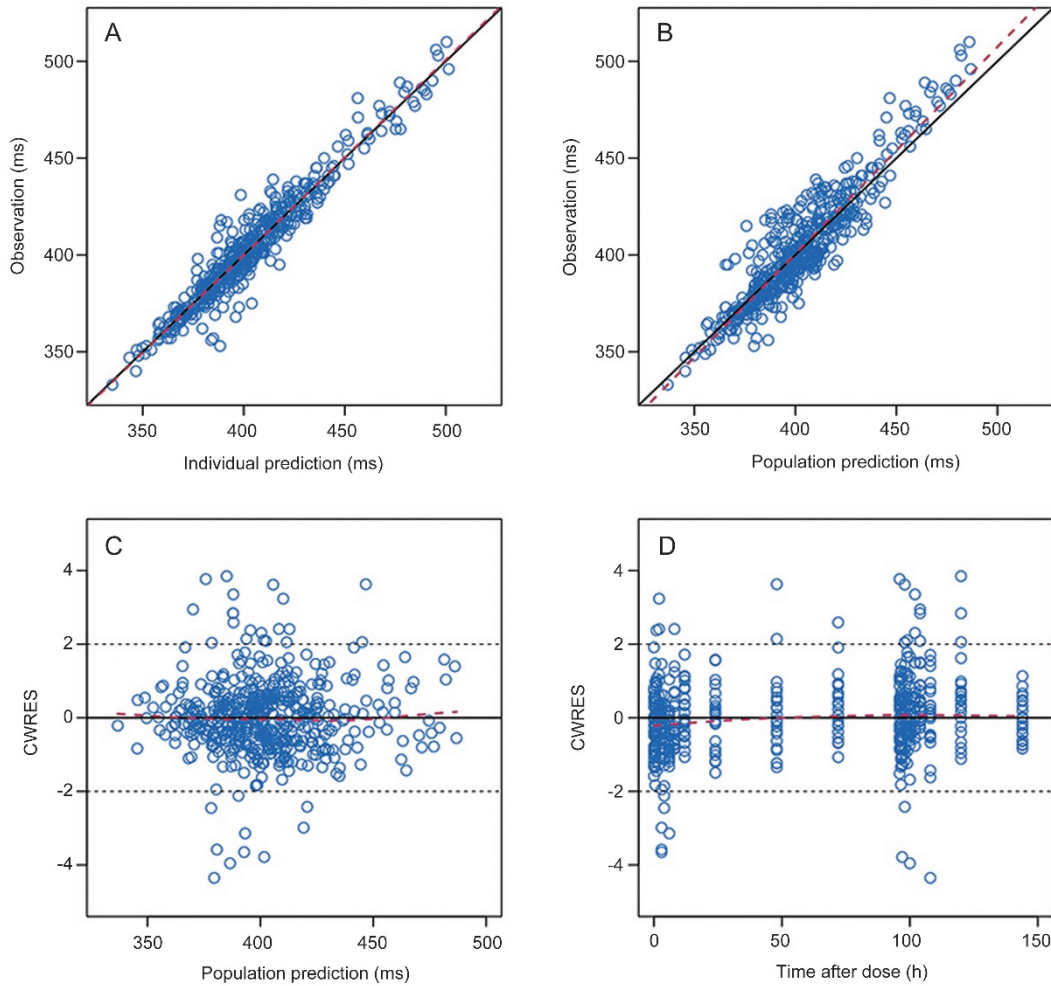 A
Observation (ms)
500
450
400
350
350
400
450
500
Individual prediction (ms)
B
Observation (ms)
500
450
400
350
350
400
450
500
Population prediction (ms)
C
CWRES
4
2
0
-2
-4
350
400
450
500
Population prediction (ms)
D
CWRES
4
2
0
-2
-4
0
50
100
150
Time after dose (h)